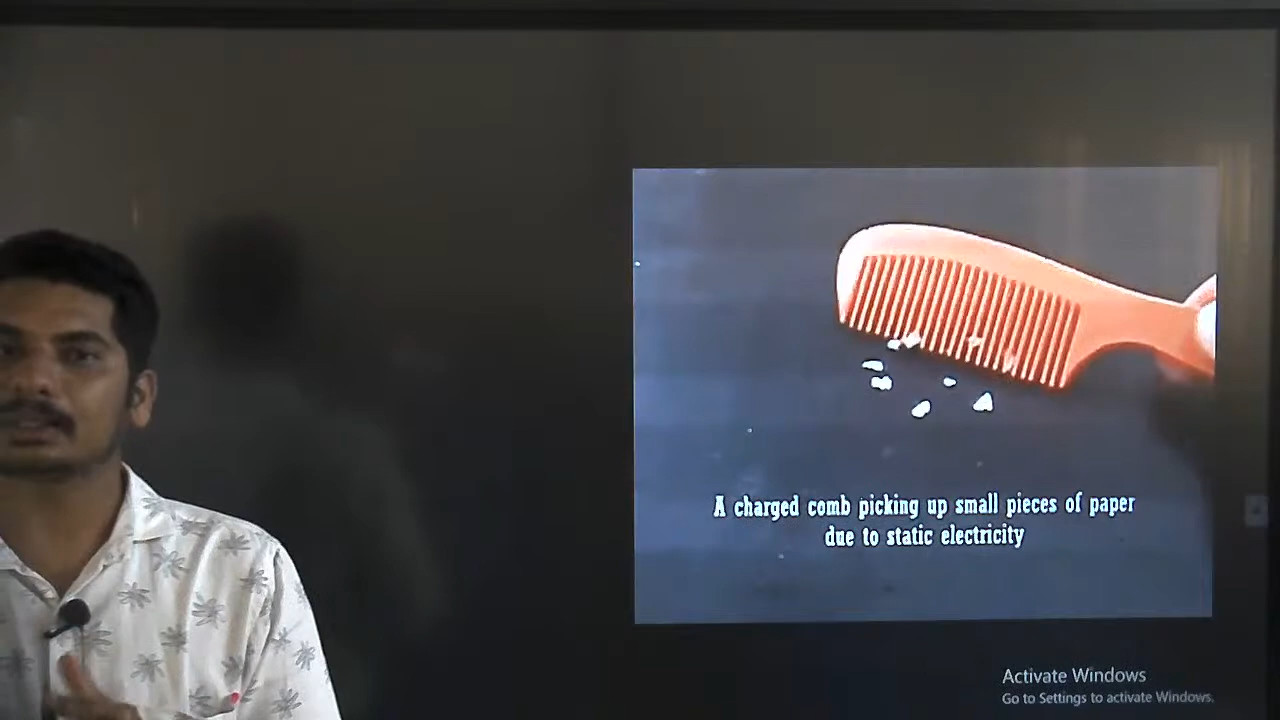 A charged comb picking up small pieces of paper
due to static electricity
Activate Windows
Go to Settings to activate Windows.